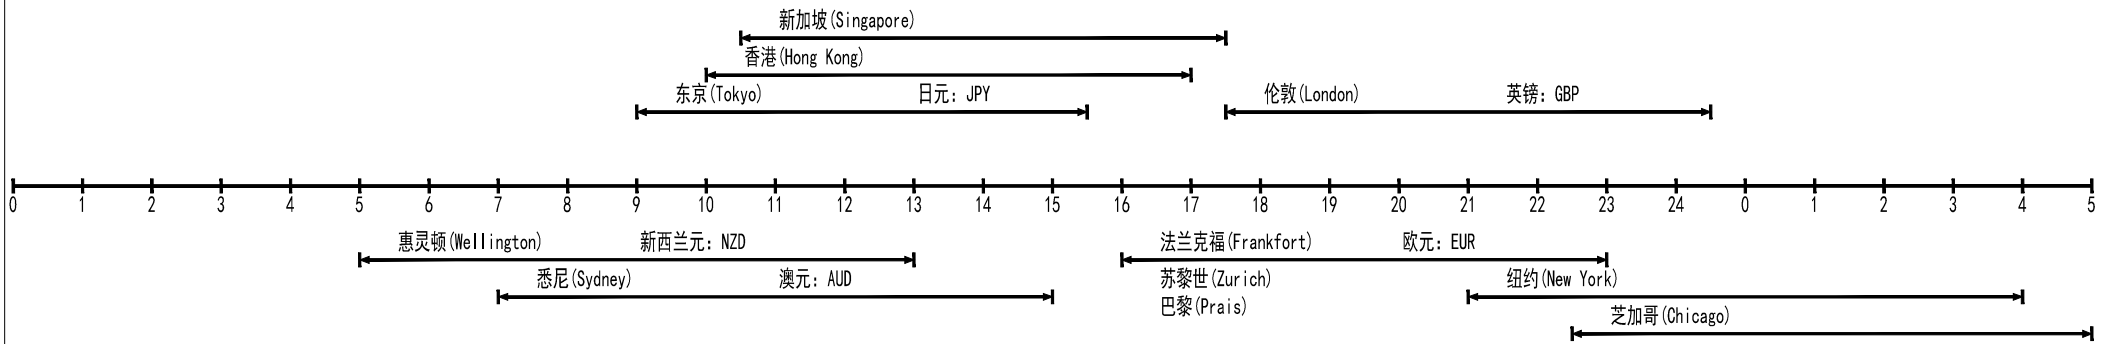 新加坡(Singapore)
香港(Hong Kong)
东京(Tokyo) 日元：JPY 伦敦(London) 英镑：GBP
0 1 2 3 4 5 6 7 8 9 10 11 12 13 14 15 16 17 18 19 20 21 22 23 24 0 1 2 3 4 5
惠灵顿(Wellington) 新西兰元：NZD 法兰克福(Frankfort) 欧元：EUR
悉尼(Sydney) 澳元：AUD 苏黎世(Zurich) 纽约(New York)
巴黎(Prais)
芝加哥(Chicago)